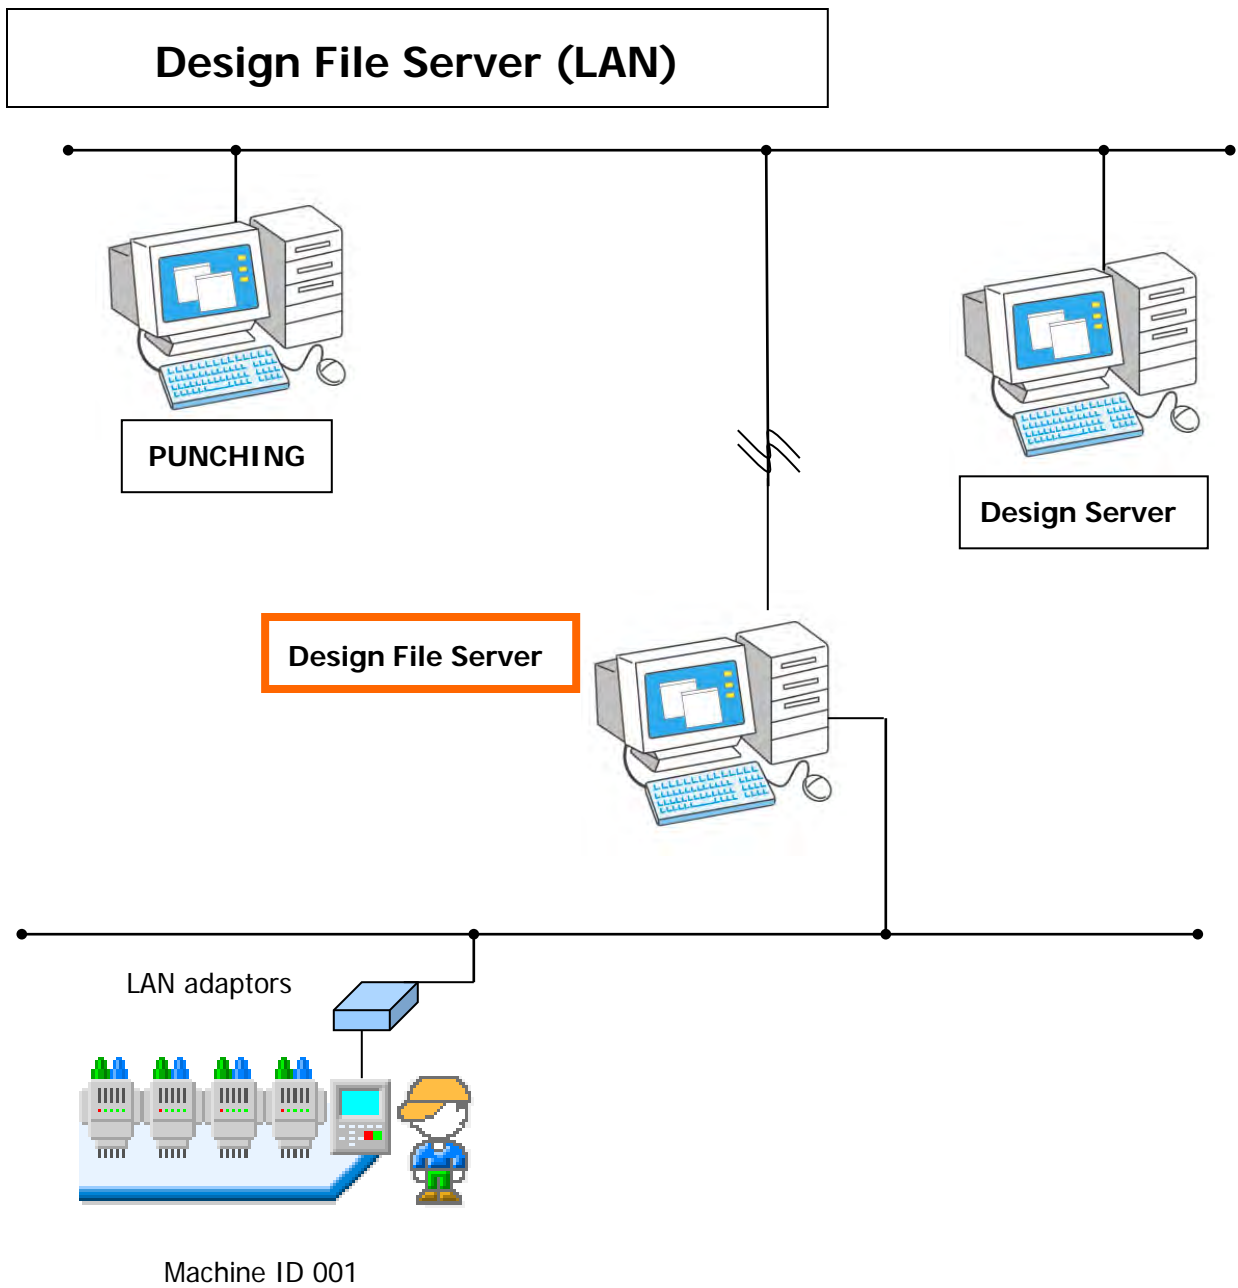 Design File Server (LAN)
PUNCHING
Design Server
Design File Server
LAN adaptors
Machine ID 001